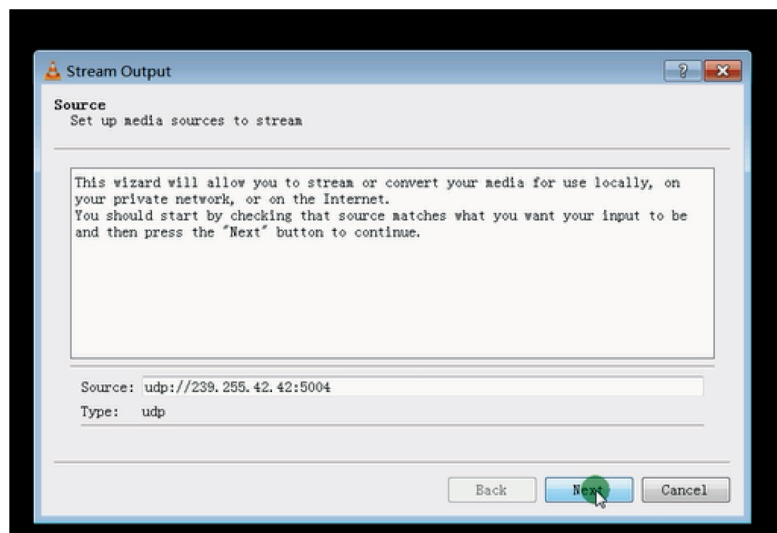 Stream Output
Source
Set up media sources to stream
This wizard will allow you to stream or convert your media for use locally, on
your private network, or on the Internet.
You should start by checking that source matches what you want your input to be
and then press the "Next" button to continue.
Source: udp://239.255.42.42:5004
Type: udp
Back Next Cancel